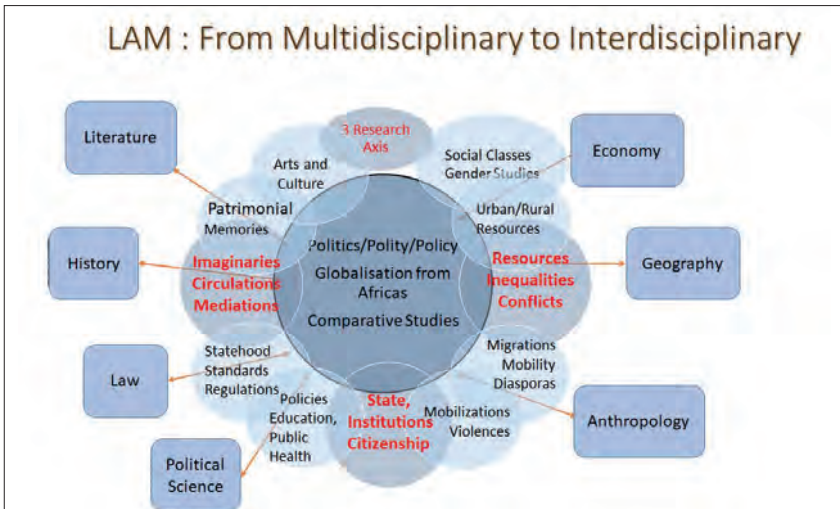 LAM : From Multidisciplinary to Interdisciplinary
Literature
3 Research
Axis
Arts and
Culture
Social Classes
Gender Studies
Economy
Patrimonial
Memories
Urban/Rural
Resources
History
Imaginaries
Circulations
Mediations
Politics/Polity/Policy
Globalisation from
Africas
Comparative Studies
Resources
Inequalities
Conflicts
Geography
Law
Statehood
Standards
Regulations
Migrations
Mobility
Diasporas
Policies
Education,
Public
Health
State,
Institutions
Citizenship
Mobilizations
Violences
Anthropology
Political
Science